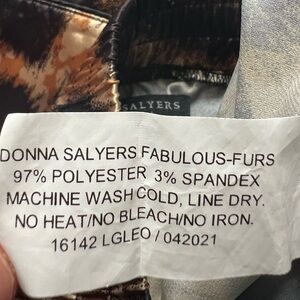 SALYERS
DONNA SALYERS FABULOUS-FURS
97% POLYESTER 3% SPANDEX
MACHINE WASH COLD, LINE DRY.
NO HEAT/NO BLEACH/NO IRON.
16142 LGLEO / 042021